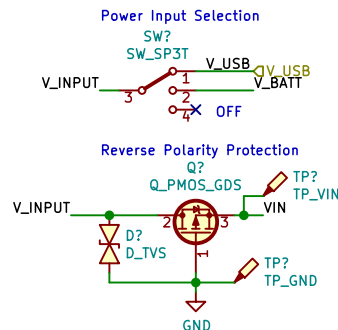 Power Input Selection
SW?
SW_SP3T
V_USB
V_USB
V_INPUT
1
3
2
V_BATT
4
OFF
Reverse Polarity Protection
Q?
Q_PMOS_GDS
TP?
TP_VIN
V_INPUT
2
3
VIN
D?
D_TVS
1
TP?
TP_GND
GND